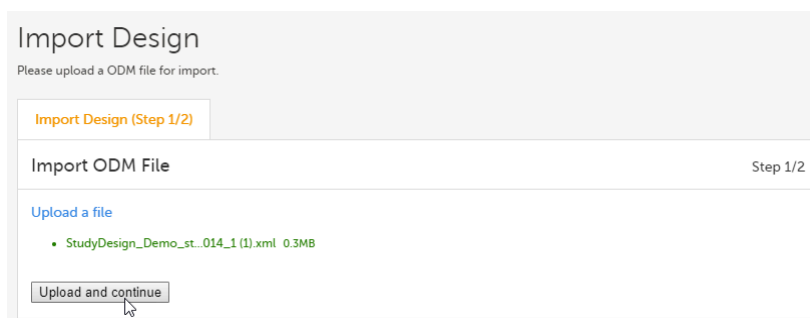 Import Design
Please upload a ODM file for import.
Import Design (Step 1/2)
Import ODM File
Step 1/2
Upload a file
StudyDesign_Demo_st...014_1 (1).xml 0.3MB
Upload and continue